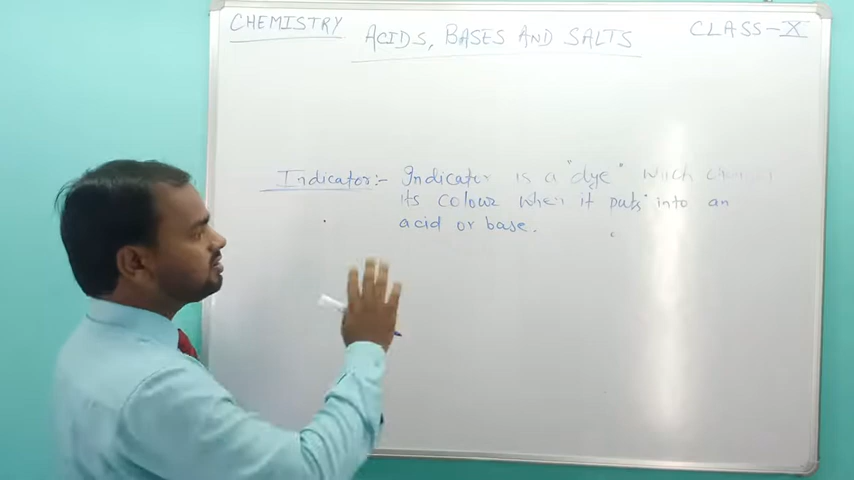 CHEMISTRY
ACIDS, BASES AND SALTS
CLASS-X
Indicator:- Indicator is a "dye" which changes
its colour when it puts into an
acid or base.